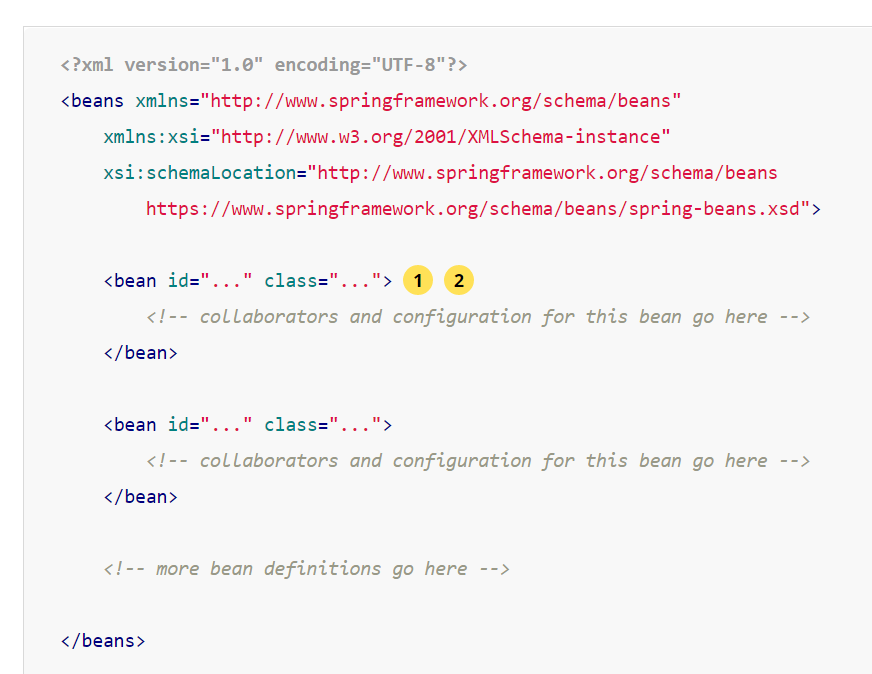 <?xml version="1.0" encoding="UTF-8"?>
<beans xmlns="http://www.springframework.org/schema/beans"
    xmlns:xsi="http://www.w3.org/2001/XMLSchema-instance"
    xsi:schemaLocation="http://www.springframework.org/schema/beans
        https://www.springframework.org/schema/beans/spring-beans.xsd">
    <bean id="..." class="..."> 1 2
        <!-- collaborators and configuration for this bean go here -->
    </bean>
    <bean id="..." class="...">
        <!-- collaborators and configuration for this bean go here -->
    </bean>
    <!-- more bean definitions go here -->
</beans>